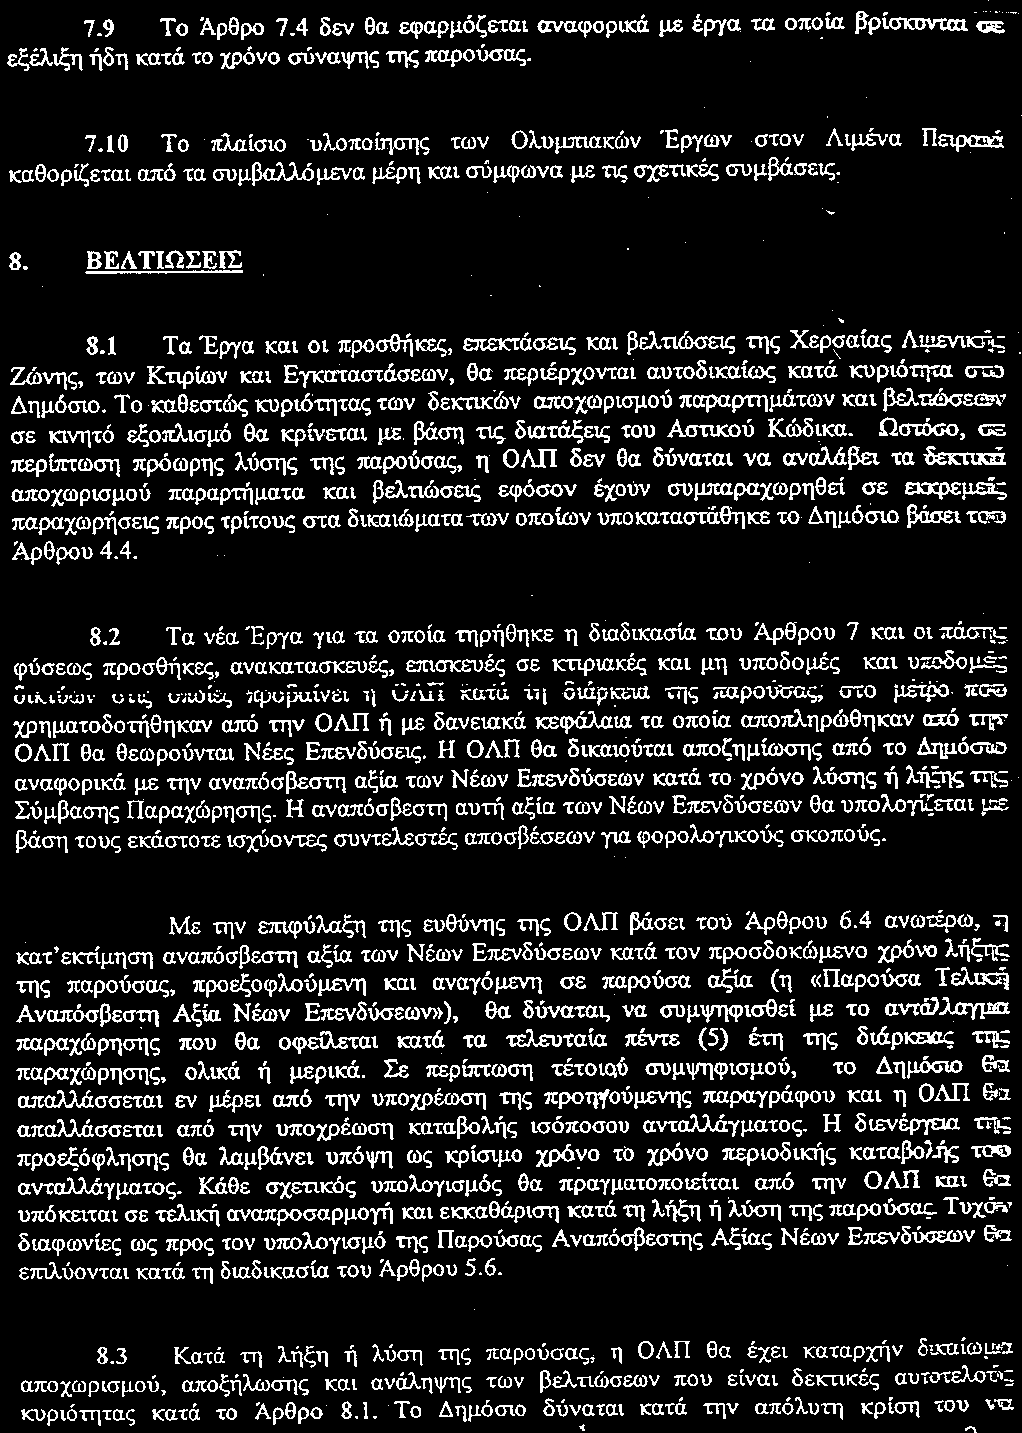 7.9 Το Άρθρο 7.4 δεν θα εφαρμόζεται αναφορικά με έργα τα οποία βρίσκονται σε
εξέλιξη ήδη κατά το χρόνο σύναψης της παρούσας.
7.10 Το πλαίσιο υλοποίησης των Ολυμπιακών Έργων στον Λιμένα Πειραιά
καθορίζεται από τα συμβαλλόμενα μέρη και σύμφωνα με τις σχετικές συμβάσεις.
8. ΒΕΛΤΙΩΣΕΙΣ
8.1 Τα Έργα και οι προσθήκες, επεκτάσεις και βελτιώσεις της Χερσαίας Λιμενικής
Ζώνης, των Κτιρίων και Εγκαταστάσεων, θα περιέρχονται αυτοδικαίως κατά κυριότητα στο
Δημόσιο. Το καθεστώς κυριότητας των δεκτικών αποχωρισμού παραρτημάτων και βελτιώσεων
σε κινητό εξοπλισμό θα κρίνεται με βάση τις διατάξεις του Αστικού Κώδικα. Ωστόσο, σε
περίπτωση πρόωρης λύσης της παρούσας, η ΟΛΠ δεν θα δύναται να αναλάβει τα δεκτικά
αποχωρισμού παραρτήματα και βελτιώσεις εφόσον έχουν συμπαραχωρηθεί σε εκκρεμείς
παραχωρήσεις προς τρίτους στα δικαιώματα των οποίων υποκαταστάθηκε το Δημόσιο βάσει του
Άρθρου 4.4.
8.2 Τα νέα Έργα για τα οποία τηρήθηκε η διαδικασία του Άρθρου 7 και οι πάσης
φύσεως προσθήκες, ανακατασκευές, επισκευές σε κτιριακές και μη υποδομές και υποδομές
δικτύων στις οποίες προβαίνει η ΟΛΠ κατά τη διάρκεια της παρούσας, στο μέτρο που
χρηματοδοτήθηκαν από την ΟΛΠ ή με δανειακά κεφάλαια τα οποία αποπληρώθηκαν από την
ΟΛΠ θα θεωρούνται Νέες Επενδύσεις. Η ΟΛΠ θα δικαιούται αποζημίωσης από το Δημόσιο
αναφορικά με την αναπόσβεστη αξία των Νέων Επενδύσεων κατά το χρόνο λύσης ή λήξης της
Σύμβασης Παραχώρησης. Η αναπόσβεστη αυτή αξία των Νέων Επενδύσεων θα υπολογίζεται με
βάση τους εκάστοτε ισχύοντες συντελεστές αποσβέσεων για φορολογικούς σκοπούς.
Με την επιφύλαξη της ευθύνης της ΟΛΠ βάσει του Άρθρου 6.4 ανωτέρω, η
κατ'εκτίμηση αναπόσβεστη αξία των Νέων Επενδύσεων κατά τον προσδοκώμενο χρόνο λήξης
της παρούσας, προεξοφλούμενη και αναγόμενη σε παρούσα αξία (η «Παρούσα Τελική
Αναπόσβεστη Αξία Νέων Επενδύσεων»), θα δύναται, να συμψηφισθεί με το αντάλλαγμα
παραχώρησης που θα οφείλεται κατά τα τελευταία πέντε (5) έτη της διάρκειας της
παραχώρησης, ολικά ή μερικά. Σε περίπτωση τέτοιού συμψηφισμού, το Δημόσιο θα
απαλλάσσεται εν μέρει από την υποχρέωση της προηγούμενης παραγράφου και η ΟΛΠ θα
απαλλάσσεται από την υποχρέωση καταβολής ισόποσου ανταλλάγματος. Η διενέργεια της
προεξόφλησης θα λαμβάνει υπόψη ως κρίσιμο χρόνο το χρόνο περιοδικής καταβολής του
ανταλλάγματος. Κάθε σχετικός υπολογισμός θα πραγματοποιείται από την ΟΛΠ και θα
υπόκειται σε τελική αναπροσαρμογή και εκκαθάριση κατά τη λήξη ή λύση της παρούσας. Τυχόν
διαφωνίες ως προς τον υπολογισμό της Παρούσας Αναπόσβεστης Αξίας Νέων Επενδύσεων θα
επιλύονται κατά τη διαδικασία του Άρθρου 5.6.
8.3 Κατά τη λήξη ή λύση της παρούσας, η ΟΛΠ θα έχει καταρχήν δικαίωμα
αποχωρισμού, αποξήλωσης και ανάληψης των βελτιώσεων που είναι δεκτικές αυτοτελούς
κυριότητας κατά το Άρθρο 8.1. Το Δημόσιο δύναται κατά την απόλυτη κρίση του να